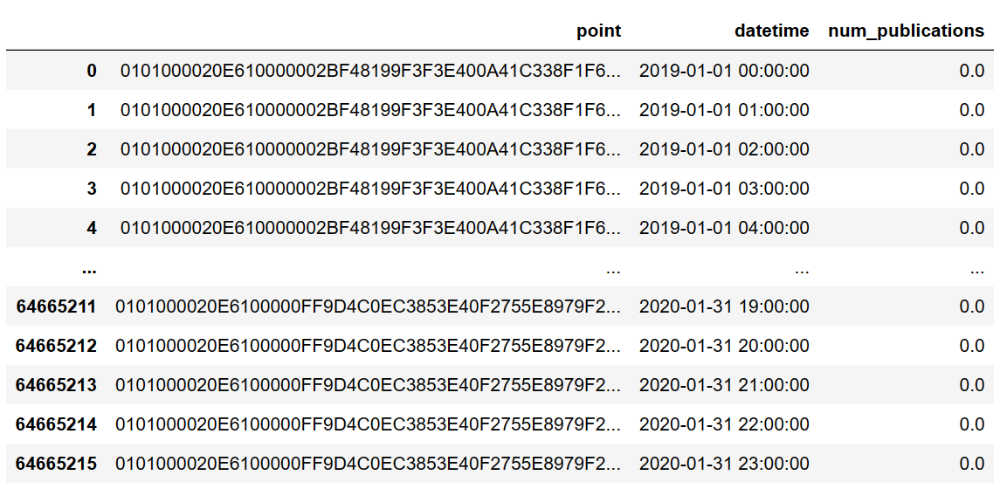 point datetime num_publications
0 0101000020E610000002BF48199F3F3E400A41C338F1F6... 2019-01-01 00:00:00 0.0
1 0101000020E610000002BF48199F3F3E400A41C338F1F6... 2019-01-01 01:00:00 0.0
2 0101000020E610000002BF48199F3F3E400A41C338F1F6... 2019-01-01 02:00:00 0.0
3 0101000020E610000002BF48199F3F3E400A41C338F1F6... 2019-01-01 03:00:00 0.0
4 0101000020E610000002BF48199F3F3E400A41C338F1F6... 2019-01-01 04:00:00 0.0
... ... ... ...
64665211 0101000020E6100000FF9D4C0EC3853E40F2755E8979F2... 2020-01-31 19:00:00 0.0
64665212 0101000020E6100000FF9D4C0EC3853E40F2755E8979F2... 2020-01-31 20:00:00 0.0
64665213 0101000020E6100000FF9D4C0EC3853E40F2755E8979F2... 2020-01-31 21:00:00 0.0
64665214 0101000020E6100000FF9D4C0EC3853E40F2755E8979F2... 2020-01-31 22:00:00 0.0
64665215 0101000020E6100000FF9D4C0EC3853E40F2755E8979F2... 2020-01-31 23:00:00 0.0